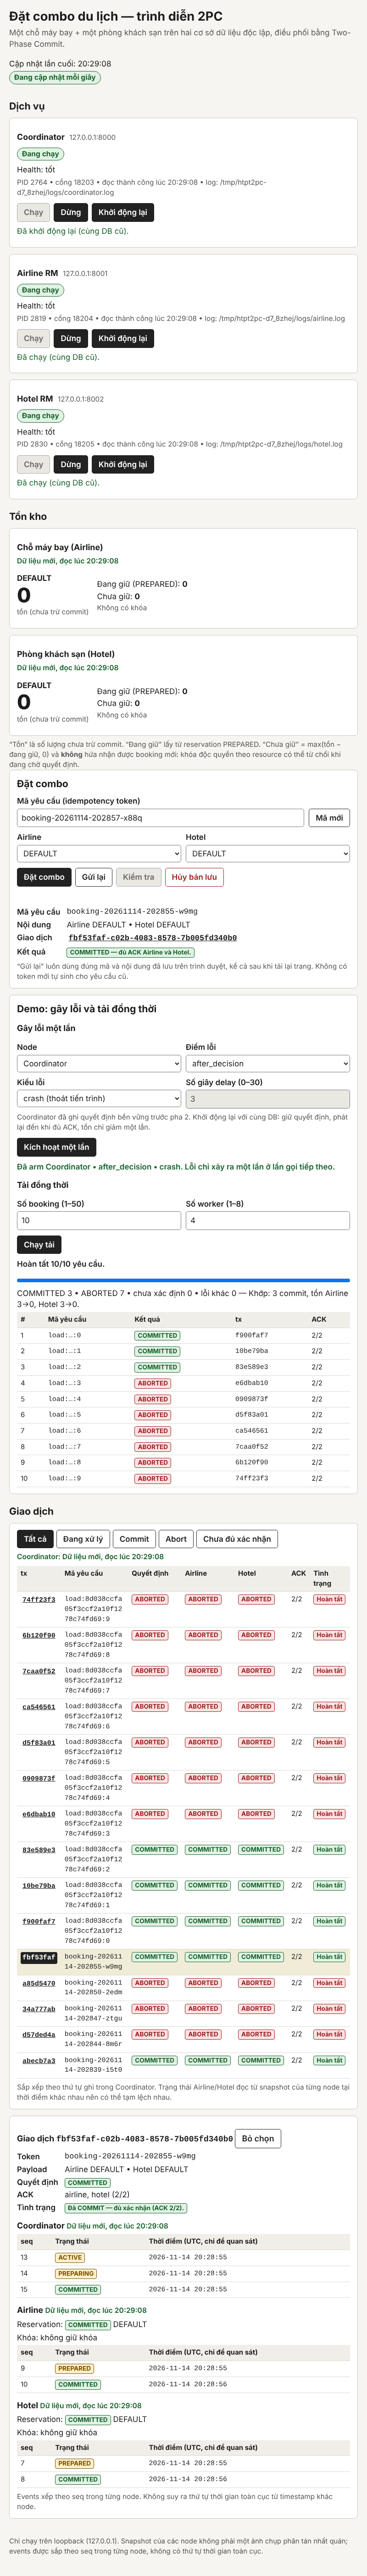 Đặt combo du lịch — trình diễn 2PC
Một chỗ máy bay + một phòng khách sạn trên hai cơ sở dữ liệu độc lập, điều phối bằng Two-
Phase Commit.
Cập nhật lần cuối: 20:29:08
Đang cập nhật mỗi giây
Dịch vụ
Coordinator 127.0.0.1:8000
Đang chạy
Health: tốt
PID 2764 • cổng 18203 • đọc thành công lúc 20:29:08 • log: /tmp/htpt2pc-
d7_8zhej/logs/coordinator.log
Chạy Dừng Khởi động lại
Đã khởi động lại (cùng DB cũ).
Airline RM 127.0.0.1:8001
Đang chạy
Health: tốt
PID 2819 • cổng 18204 • đọc thành công lúc 20:29:08 • log: /tmp/htpt2pc-d7_8zhej/logs/airline.log
Chạy Dừng Khởi động lại
Đã chạy (cùng DB cũ).
Hotel RM 127.0.0.1:8002
Đang chạy
Health: tốt
PID 2830 • cổng 18205 • đọc thành công lúc 20:29:08 • log: /tmp/htpt2pc-d7_8zhej/logs/hotel.log
Chạy Dừng Khởi động lại
Đã chạy (cùng DB cũ).
Tồn kho
Chỗ máy bay (Airline)
Dữ liệu mới, đọc lúc 20:29:08
DEFAULT
0
tồn (chưa trừ commit)
Đang giữ (PREPARED): 0
Chưa giữ: 0
Không có khóa
Phòng khách sạn (Hotel)
Dữ liệu mới, đọc lúc 20:29:08
DEFAULT
0
tồn (chưa trừ commit)
Đang giữ (PREPARED): 0
Chưa giữ: 0
Không có khóa
“Tồn” là số lượng chưa trừ commit. “Đang giữ” lấy từ reservation PREPARED. “Chưa giữ” = max(tồn −
đang giữ, 0) và không hứa nhận được booking mới: khóa độc quyền theo resource có thể từ chối khi
đang chờ quyết định.
Đặt combo
Mã yêu cầu (idempotency token)
booking-20261114-202857-x88q Mã mới
Airline Hotel
DEFAULT DEFAULT
Đặt combo Gửi lại Kiểm tra Hủy bản lưu
Mã yêu cầu booking-20261114-202855-w9mg
Nội dung Airline DEFAULT • Hotel DEFAULT
Giao dịch fbf53faf-c02b-4083-8578-7b005fd340b0
Kết quả COMMITTED — đủ ACK Airline và Hotel.
“Gửi lại” luôn dùng đúng mã và nội dung đã lưu trên trình duyệt, kể cả sau khi tải lại trang. Không có
token mới tự sinh cho yêu cầu cũ.
Demo: gây lỗi và tải đồng thời
Gây lỗi một lần
Node Điểm lỗi
Coordinator after_decision
Kiểu lỗi Số giây delay (0–30)
crash (thoát tiến trình) 3
Coordinator đã ghi quyết định bền vững trước pha 2. Khởi động lại với cùng DB: giữ quyết định, phát
lại đến khi đủ ACK, tồn chỉ giảm một lần.
Kích hoạt một lần
Đã arm Coordinator • after_decision • crash. Lỗi chỉ xảy ra một lần ở lần gọi tiếp theo.
Tải đồng thời
Số booking (1–50) Số worker (1–8)
10 4
Chạy tải
Hoàn tất 10/10 yêu cầu.
COMMITTED 3 • ABORTED 7 • chưa xác định 0 • lỗi khác 0 — Khớp: 3 commit, tồn Airline
3→0, Hotel 3→0.
# Mã yêu cầu Kết quả tx ACK
1 load:…:0 COMMITTED f900faf7 2/2
2 load:…:1 COMMITTED 10be79ba 2/2
3 load:…:2 COMMITTED 83e589e3 2/2
4 load:…:3 ABORTED e6dbab10 2/2
5 load:…:4 ABORTED 0909873f 2/2
6 load:…:5 ABORTED d5f83a01 2/2
7 load:…:6 ABORTED ca546561 2/2
8 load:…:7 ABORTED 7caa0f52 2/2
9 load:…:8 ABORTED 6b120f90 2/2
10 load:…:9 ABORTED 74ff23f3 2/2
Giao dịch
Tất cả Đang xử lý Commit Abort Chưa đủ xác nhận
Coordinator: Dữ liệu mới, đọc lúc 20:29:08
tx Mã yêu cầu Quyết định Airline Hotel ACK Tình
trạng
74ff23f3 load:8d038ccfa ABORTED ABORTED ABORTED 2/2 Hoàn tất
05f3ccf2a10f12
78c74fd69:9
6b120f90 load:8d038ccfa ABORTED ABORTED ABORTED 2/2 Hoàn tất
05f3ccf2a10f12
78c74fd69:8
7caa0f52 load:8d038ccfa ABORTED ABORTED ABORTED 2/2 Hoàn tất
05f3ccf2a10f12
78c74fd69:7
ca546561 load:8d038ccfa ABORTED ABORTED ABORTED 2/2 Hoàn tất
05f3ccf2a10f12
78c74fd69:6
d5f83a01 load:8d038ccfa ABORTED ABORTED ABORTED 2/2 Hoàn tất
05f3ccf2a10f12
78c74fd69:5
0909873f load:8d038ccfa ABORTED ABORTED ABORTED 2/2 Hoàn tất
05f3ccf2a10f12
78c74fd69:4
e6dbab10 load:8d038ccfa ABORTED ABORTED ABORTED 2/2 Hoàn tất
05f3ccf2a10f12
78c74fd69:3
83e589e3 load:8d038ccfa COMMITTED COMMITTED COMMITTED 2/2 Hoàn tất
05f3ccf2a10f12
78c74fd69:2
10be79ba load:8d038ccfa COMMITTED COMMITTED COMMITTED 2/2 Hoàn tất
05f3ccf2a10f12
78c74fd69:1
f900faf7 load:8d038ccfa COMMITTED COMMITTED COMMITTED 2/2 Hoàn tất
05f3ccf2a10f12
78c74fd69:0
fbf53faf booking-202611 COMMITTED COMMITTED COMMITTED 2/2 Hoàn tất
14-202855-w9mg
a85d5470 booking-202611 ABORTED ABORTED ABORTED 2/2 Hoàn tất
14-202850-2edm
34a777ab booking-202611 ABORTED ABORTED ABORTED 2/2 Hoàn tất
14-202847-ztgu
d57ded4a booking-202611 ABORTED ABORTED ABORTED 2/2 Hoàn tất
14-202844-8m6r
abecb7a3 booking-202611 COMMITTED COMMITTED COMMITTED 2/2 Hoàn tất
14-202839-i5t0
Sắp xếp theo thứ tự ghi trong Coordinator. Trạng thái Airline/Hotel đọc từ snapshot của từng node tại
thời điểm khác nhau nên có thể tạm lệch nhau.
Giao dịch fbf53faf-c02b-4083-8578-7b005fd340b0 Bỏ chọn
Token booking-20261114-202855-w9mg
Payload Airline DEFAULT • Hotel DEFAULT
Quyết định COMMITTED
ACK airline, hotel (2/2)
Tình trạng Đã COMMIT — đủ xác nhận (ACK 2/2).
Coordinator Dữ liệu mới, đọc lúc 20:29:08
seq Trạng thái Thời điểm (UTC, chỉ để quan sát)
13 ACTIVE 2026-11-14 20:28:55
14 PREPARING 2026-11-14 20:28:55
15 COMMITTED 2026-11-14 20:28:55
Airline Dữ liệu mới, đọc lúc 20:29:08
Reservation: COMMITTED DEFAULT
Khóa: không giữ khóa
seq Trạng thái Thời điểm (UTC, chỉ để quan sát)
9 PREPARED 2026-11-14 20:28:55
10 COMMITTED 2026-11-14 20:28:56
Hotel Dữ liệu mới, đọc lúc 20:29:08
Reservation: COMMITTED DEFAULT
Khóa: không giữ khóa
seq Trạng thái Thời điểm (UTC, chỉ để quan sát)
7 PREPARED 2026-11-14 20:28:55
8 COMMITTED 2026-11-14 20:28:56
Events xếp theo seq trong từng node. Không suy ra thứ tự thời gian toàn cục từ timestamp khác
node.
Chỉ chạy trên loopback (127.0.0.1). Snapshot của các node không phải một ảnh chụp phân tán nhất quán;
events được sắp theo seq trong từng node, không có thứ tự thời gian toàn cục.